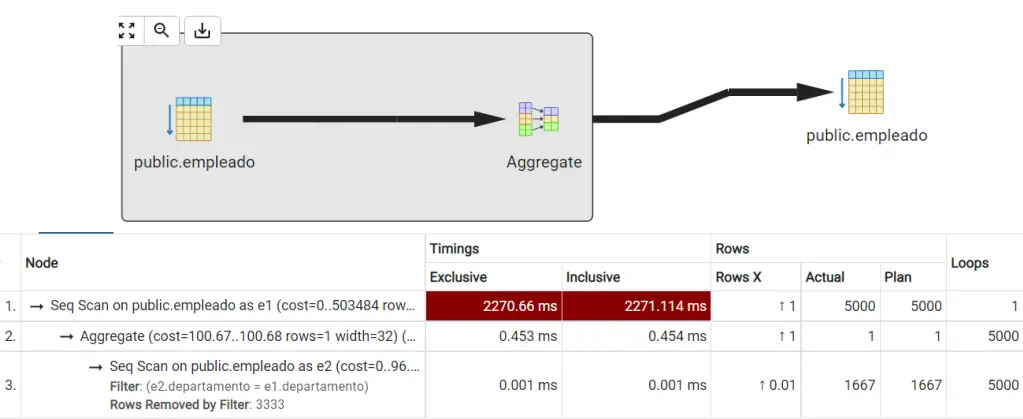 public.empleado
Aggregate
public.empleado
Node
Timings
Rows
Loops
Exclusive
Inclusive
Rows X
Actual
Plan
1. → Seq Scan on public.empleado as e1 (cost=0..503484 row... 2270.66 ms 2271.114 ms ↑ 1 5000 5000 1
2. → Aggregate (cost=100.67..100.68 rows=1 width=32) (... 0.453 ms 0.454 ms ↑ 1 1 1 5000
3. → Seq Scan on public.empleado as e2 (cost=0..96.... 0.001 ms 0.001 ms ↑ 0.01 1667 1667 5000
Filter: (e2.departamento = e1.departamento)
Rows Removed by Filter: 3333